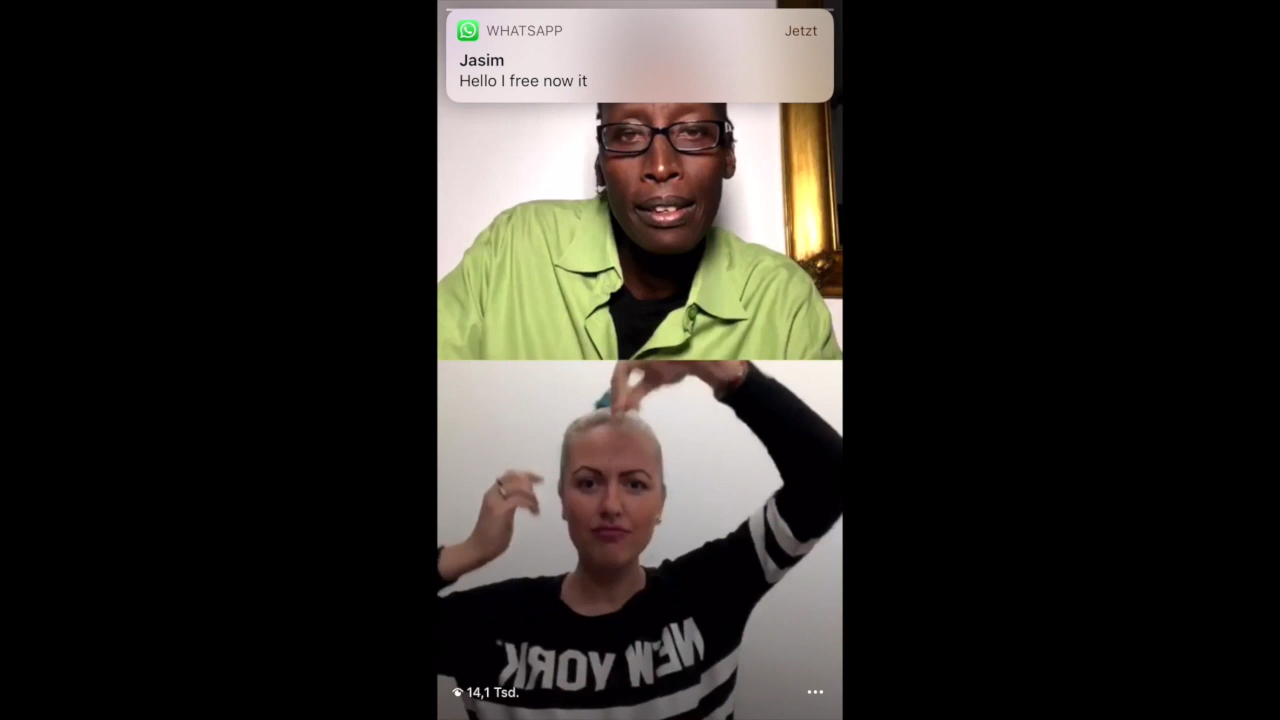 WHATSAPP
Jetzt
Jasim
Hello I free now it
NEW YORK
14,1 Tsd.